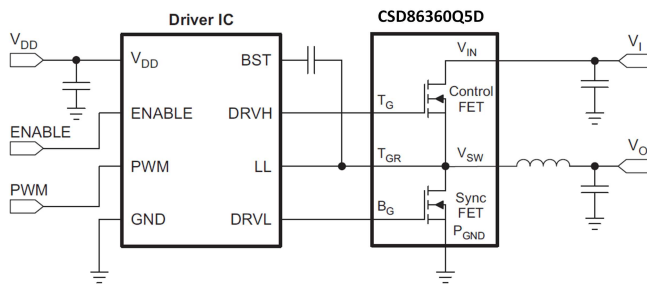 Driver IC
CSD86360Q5D
VDD
VDD
BST
VIN
VI
ENABLE
ENABLE
DRVH
TG
Control
FET
PWM
PWM
LL
TGR
VSW
VO
GND
DRVL
BG
Sync
FET
PGND